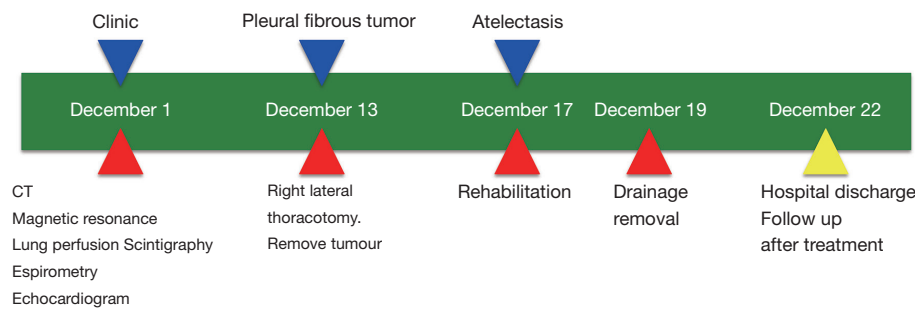 Clinic
Pleural fibrous tumor
Atelectasis
December 1
December 13
December 17
December 19
December 22
CT
Magnetic resonance
Lung perfusion Scintigraphy
Espirometry
Echocardiogram
Right lateral
thoracotomy.
Remove tumour
Rehabilitation
Drainage
removal
Hospital discharge
Follow up
after treatment